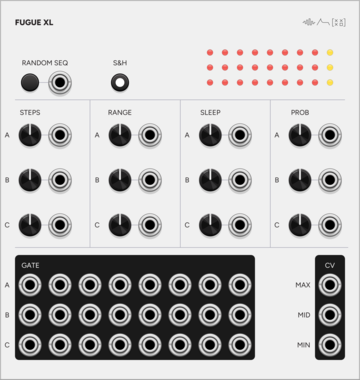 FUGUE XL
RANDOM SEQ S&H
STEPS RANGE SLEEP PROB
A
B
C
GATE CV
A MAX
B MID
C MIN